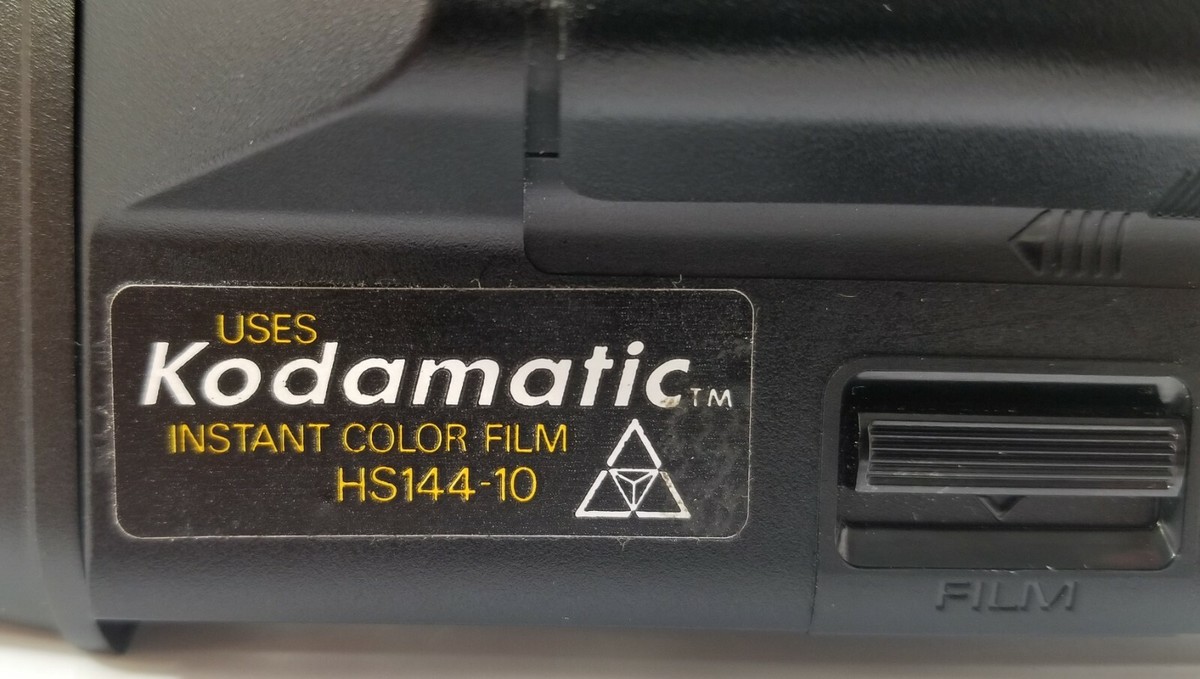 USES
Kodamatic™
INSTANT COLOR FILM
HS144-10
FILM